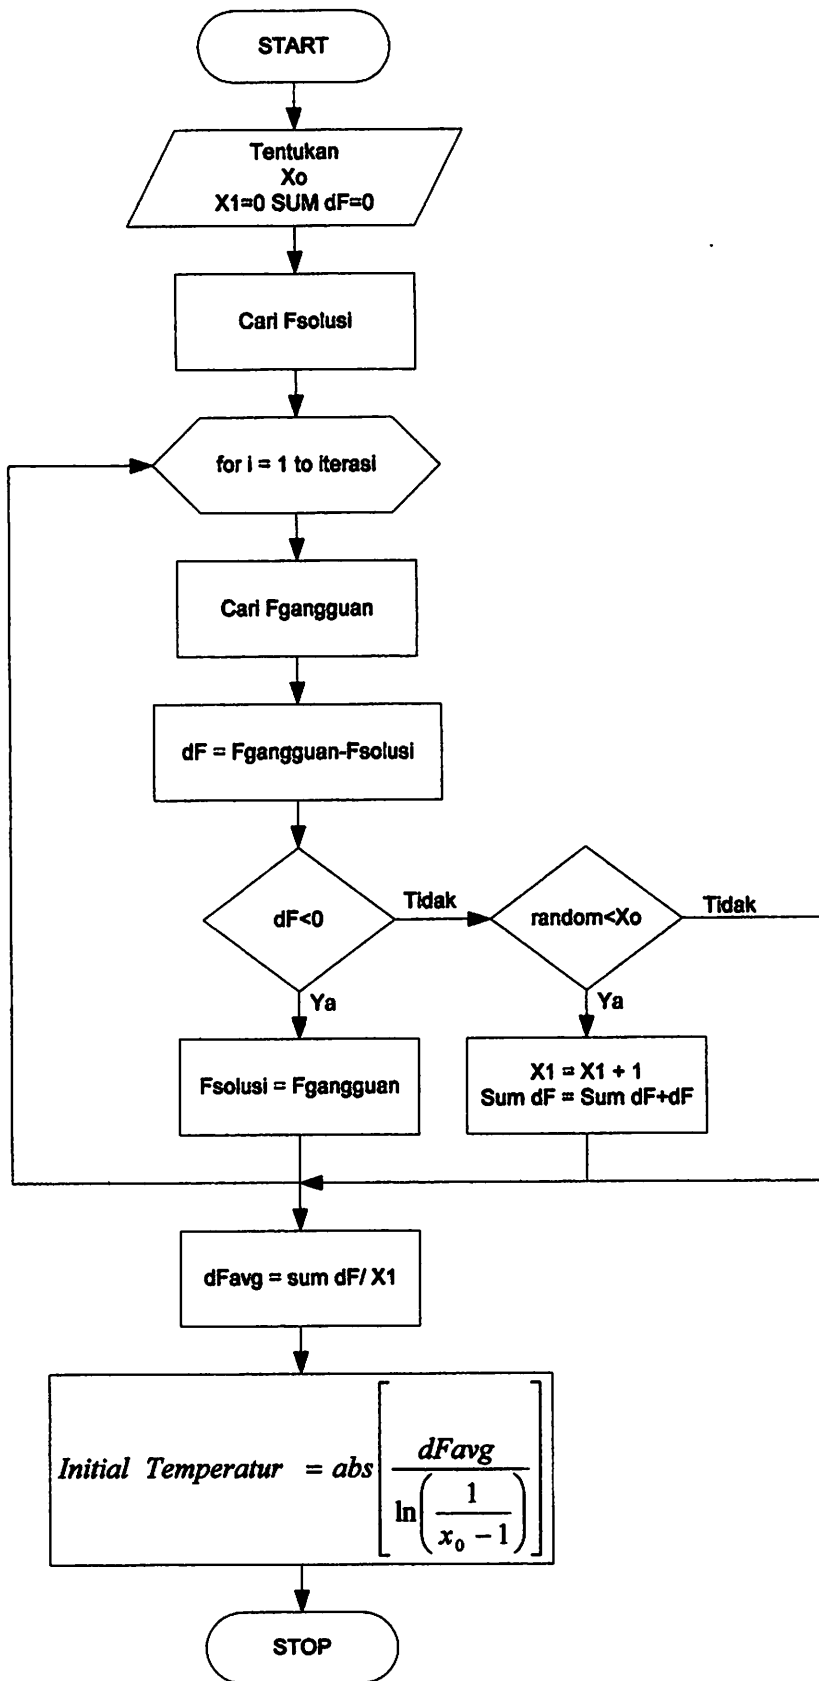 START
Tentukan
Xo
X1=0 SUM dF=0
Cari Fsolusi
for i = 1 to iterasi
Cari Fgangguan
dF = Fgangguan-Fsolusi
dF<0
Tidak
random<Xo
Tidak
Ya
Ya
Fsolusi = Fgangguan
X1 = X1 + 1
Sum dF = Sum dF+dF
dFavg = sum dF/ X1
Initial Temperatur = abs[dFavg / ln(1 / (x₀ − 1))]
STOP